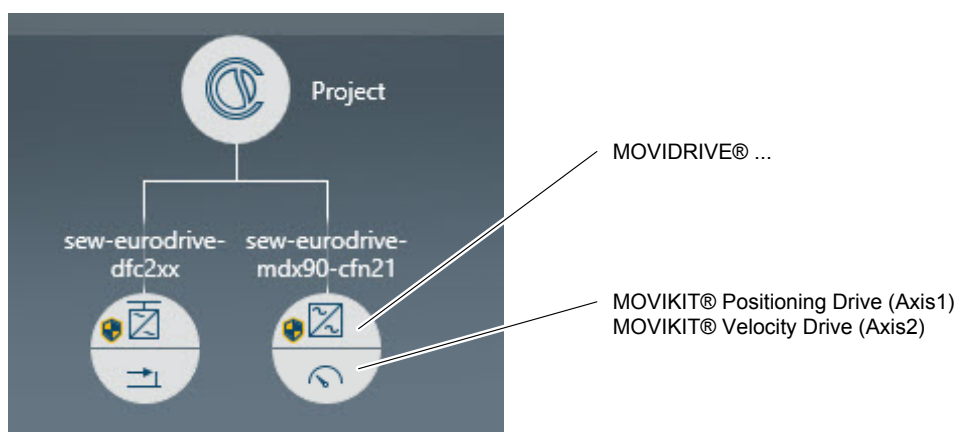 Project
sew-eurodrive-
dfc2xx
sew-eurodrive-
mdx90-cfn21
MOVIDRIVE® ...
MOVIKIT® Positioning Drive (Axis1)
MOVIKIT® Velocity Drive (Axis2)